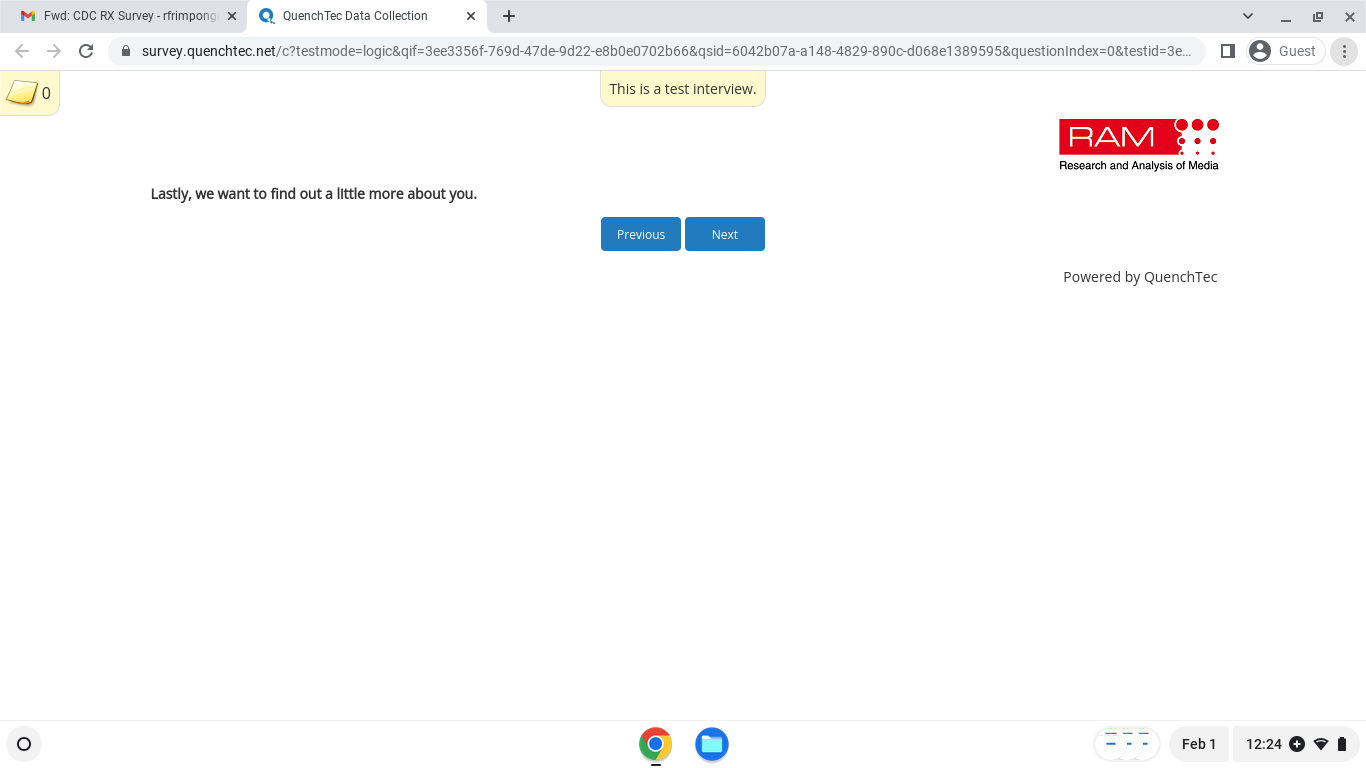 Fwd: CDC RX Survey - rfrimpong
QuenchTec Data Collection
survey.quenchtec.net/c?testmode=logic&qif=3ee3356f-769d-47de-9d22-e8b0e0702b66&qsid=6042b07a-a148-4829-890c-d068e1389595&questionIndex=0&testid=3e...
Guest
0
This is a test interview.
RAM
Research and Analysis of Media
Lastly, we want to find out a little more about you.
Previous
Next
Powered by QuenchTec
Feb 1
12:24